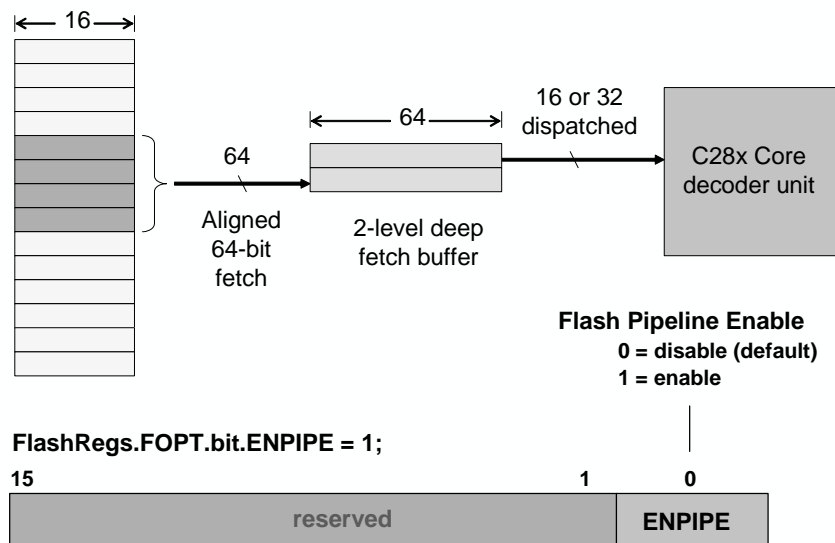 16
64
Aligned
64-bit
fetch
64
2-level deep
fetch buffer
16 or 32
dispatched
C28x Core
decoder unit
Flash Pipeline Enable
0 = disable (default)
1 = enable
FlashRegs.FOPT.bit.ENPIPE = 1;
15 1 0
reserved ENPIPE